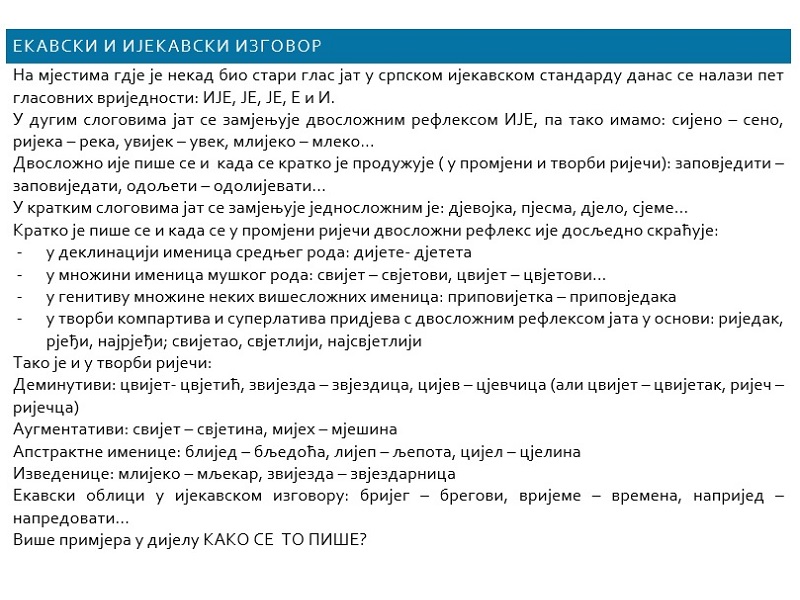 ЕКАВСКИ И ИЈЕКАВСКИ ИЗГОВОР
На мјестима гдје је некад био стари глас јат у српском ијекавском стандарду данас се налази пет
гласовних вриједности: ИЈЕ, ЈЕ, ЈЕ, Е и И.
У дугим слоговима јат се замјењује двосложним рефлексом ИЈЕ, па тако имамо: сијено – сено,
ријека – река, увијек – увек, млијеко – млеко...
Двосложно ије пише се и када се кратко је продужује ( у промјени и творби ријечи): заповједити –
заповиједати, одољети – одолијевати...
У кратким слоговима јат се замјењује једносложним је: дјевојка, пјесма, дјело, сјеме...
Кратко је пише се и када се у промјени ријечи двосложни рефлекс ије досљедно скраћује:
- у деклинацији именица средњег рода: дијете- дјетета
- у множини именица мушког рода: свијет – свјетови, цвијет – цвјетови...
- у генитиву множине неких вишесложних именица: приповијетка – приповједака
- у творби компартива и суперлатива придјева с двосложним рефлексом јата у основи: риједак,
рјеђи, најрјеђи; свијетао, свјетлији, најсвјетлији
Тако је и у творби ријечи:
Деминутиви: цвијет- цвјетић, звијезда – звјездица, цијев – цјевчица (али цвијет – цвијетак, ријеч –
ријечца)
Аугментативи: свијет – свјетина, мијех – мјешина
Апстрактне именице: блијед – бљедоћа, лијеп – љепота, цијел – цјелина
Изведенице: млијеко – мљекар, звијезда – звјездарница
Екавски облици у ијекавском изговору: бријег – брегови, вријеме – времена, напријед –
напредовати...
Више примјера у дијелу КАКО СЕ ТО ПИШЕ?